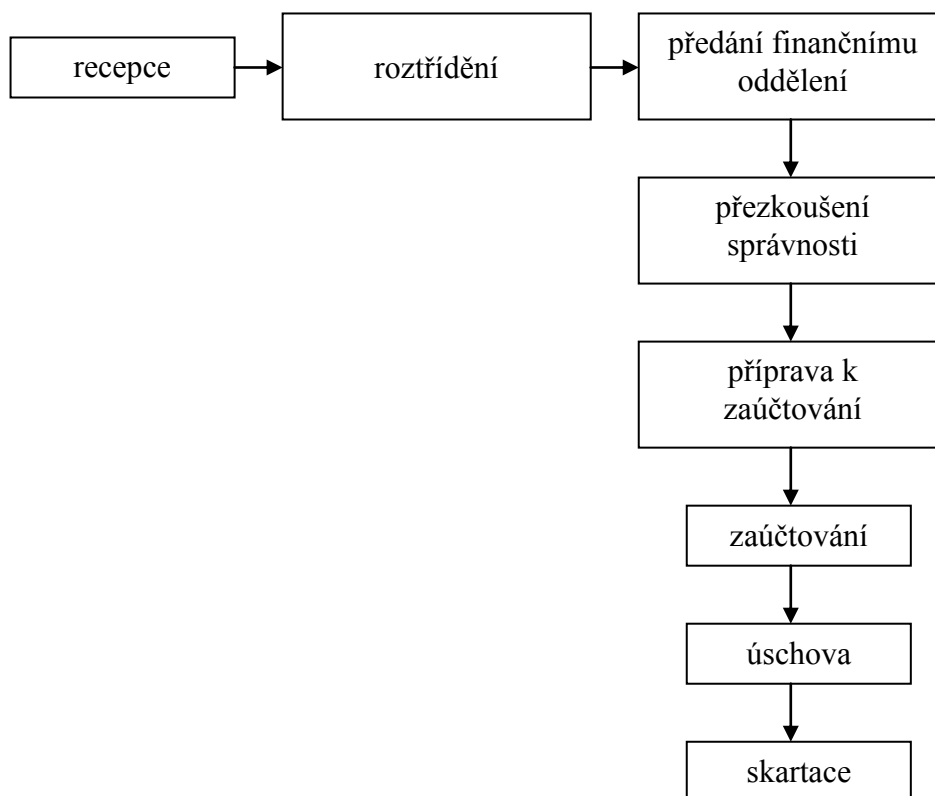 recepce
roztřídění
předání finančnímu
oddělení
přezkoušení
správnosti
příprava k
zaúčtování
zaúčtování
úschova
skartace